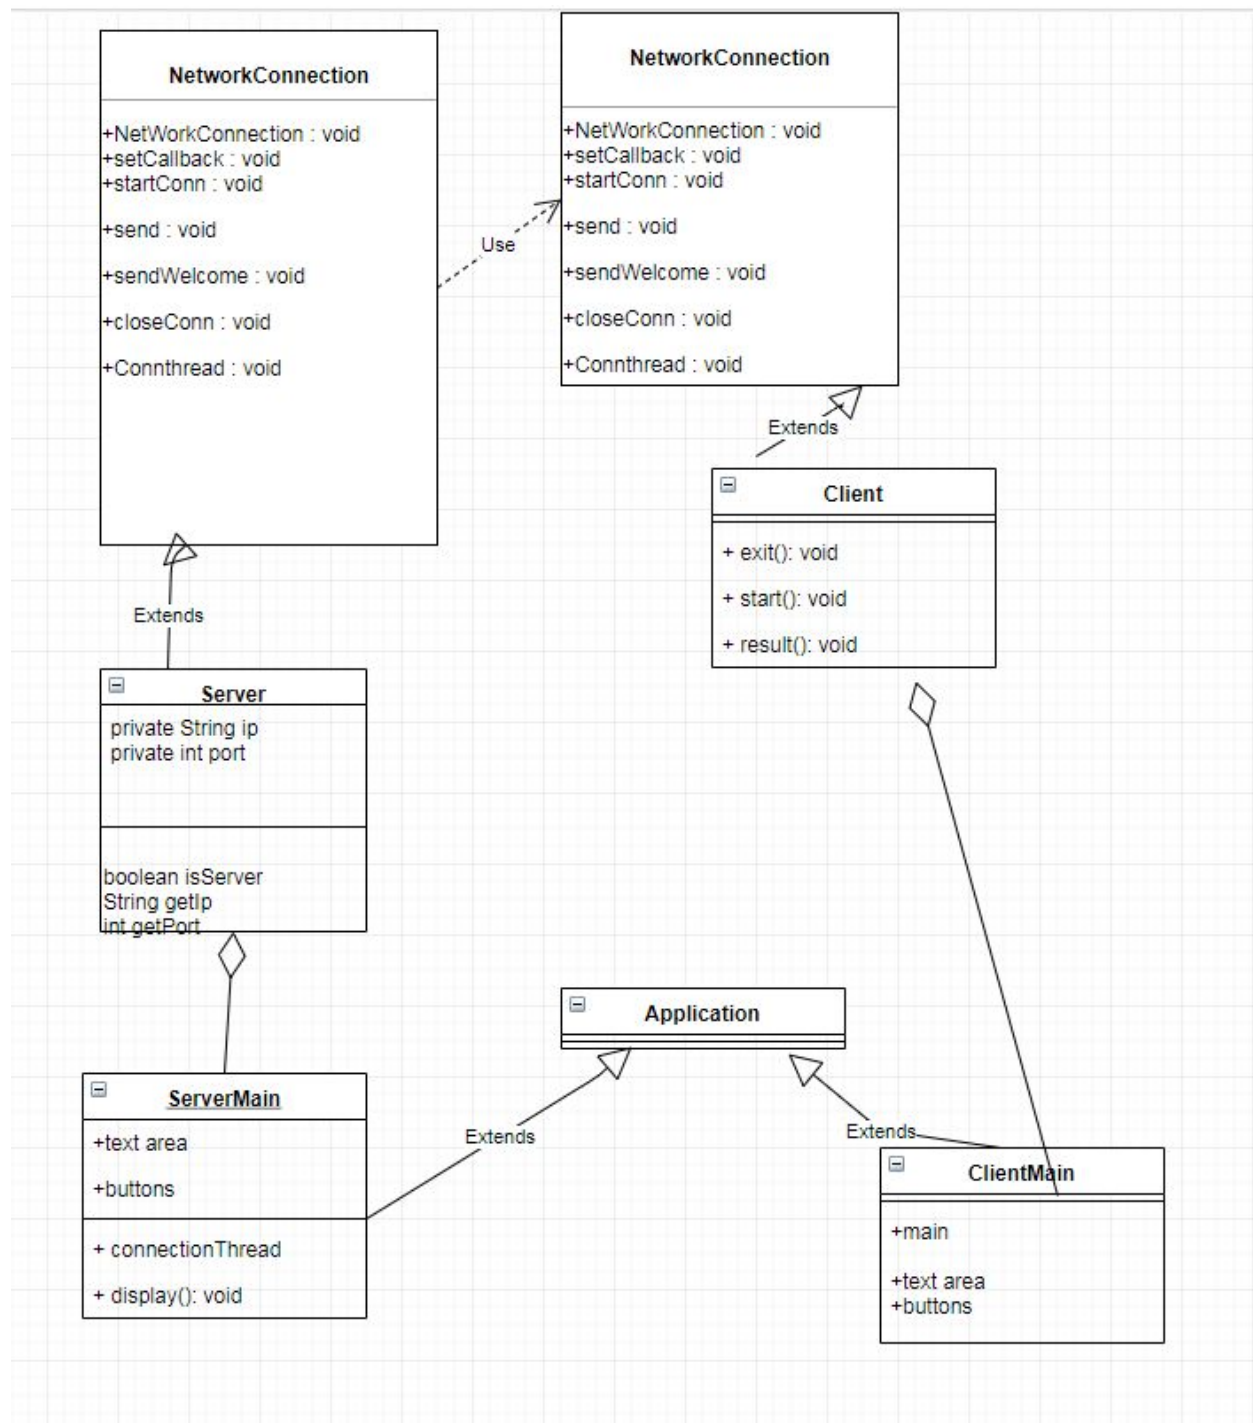 NetworkConnection
+NetWorkConnection : void
+setCallback : void
+startConn : void
+send : void
+sendWelcome : void
+closeConn : void
+Connthread : void
Use
NetworkConnection
+NetWorkConnection : void
+setCallback : void
+startConn : void
+send : void
+sendWelcome : void
+closeConn : void
+Connthread : void
Extends
Client
+ exit(): void
+ start(): void
+ result(): void
Extends
Server
private String ip
private int port
boolean isServer
String getIp
int getPort
Application
ServerMain
+text area
+buttons
+ connectionThread
+ display(): void
Extends
Extends
ClientMain
+main
+text area
+buttons